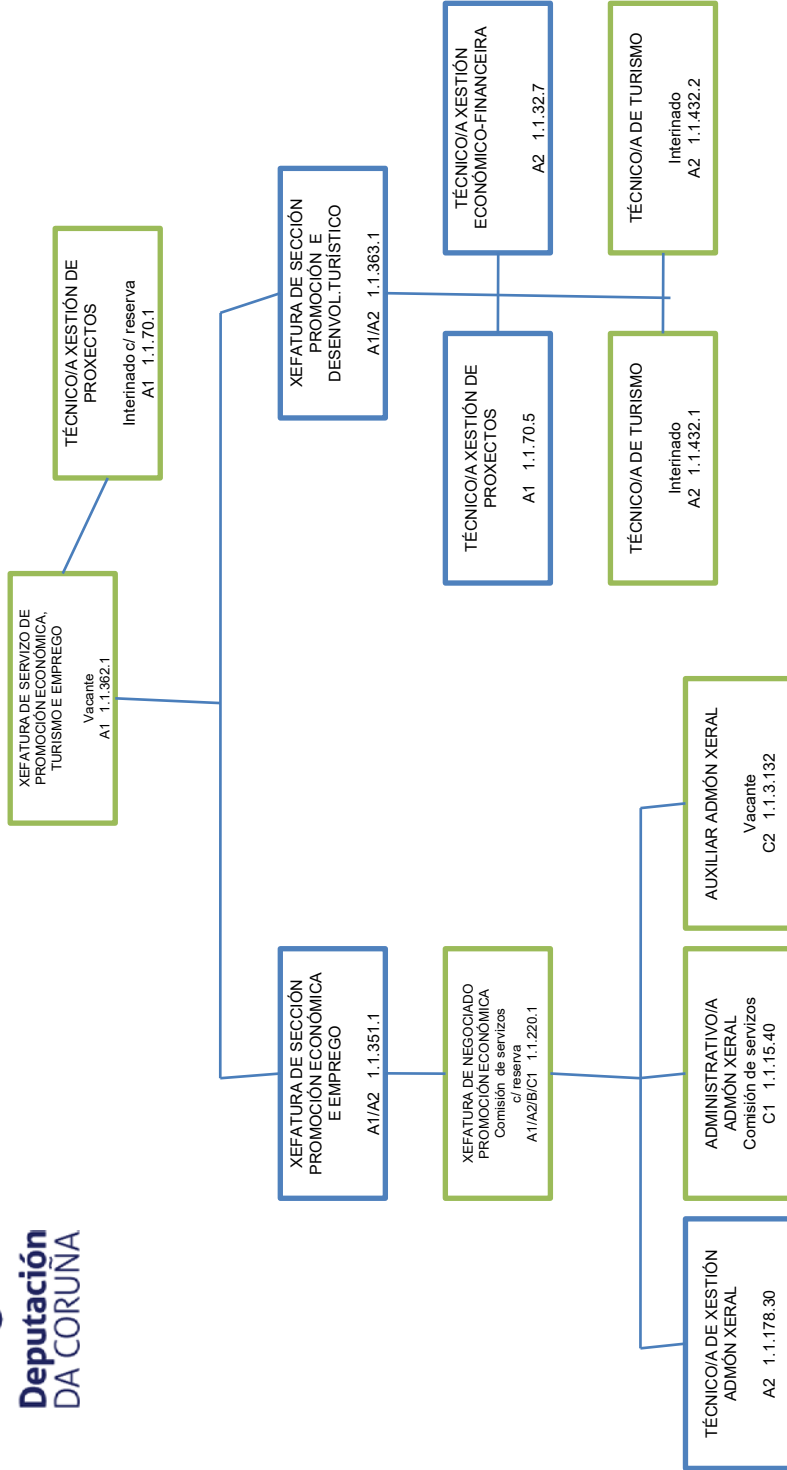 Deputación
DA CORUÑA
XEFATURA DE SERVIZO DE
PROMOCIÓN ECONÓMICA,
TURISMO E EMPREGO
Vacante
A1 1.1.362.1
TÉCNICO/A XESTIÓN DE
PROXECTOS
Interinado c/ reserva
A1 1.1.70.1
XEFATURA DE SECCIÓN
PROMOCIÓN ECONÓMICA
E EMPREGO
A1/A2 1.1.351.1
XEFATURA DE SECCIÓN
PROMOCIÓN E
DESENVOL.TURÍSTICO
A1/A2 1.1.363.1
XEFATURA DE NEGOCIADO
PROMOCIÓN ECONÓMICA
Comisión de servizos
c/ reserva
A1/A2/B/C1 1.1.220.1
TÉCNICO/A XESTIÓN DE
PROXECTOS
A1 1.1.70.5
TÉCNICO/A XESTIÓN
ECONÓMICO-FINANCEIRA
A2 1.1.32.7
TÉCNICO/A DE TURISMO
Interinado
A2 1.1.432.1
TÉCNICO/A DE TURISMO
Interinado
A2 1.1.432.2
TÉCNICO/A DE XESTIÓN
ADMÓN XERAL
A2 1.1.178.30
ADMINISTRATIVO/A
ADMÓN XERAL
Comisión de servizos
C1 1.1.15.40
AUXILIAR ADMÓN XERAL
Vacante
C2 1.1.3.132